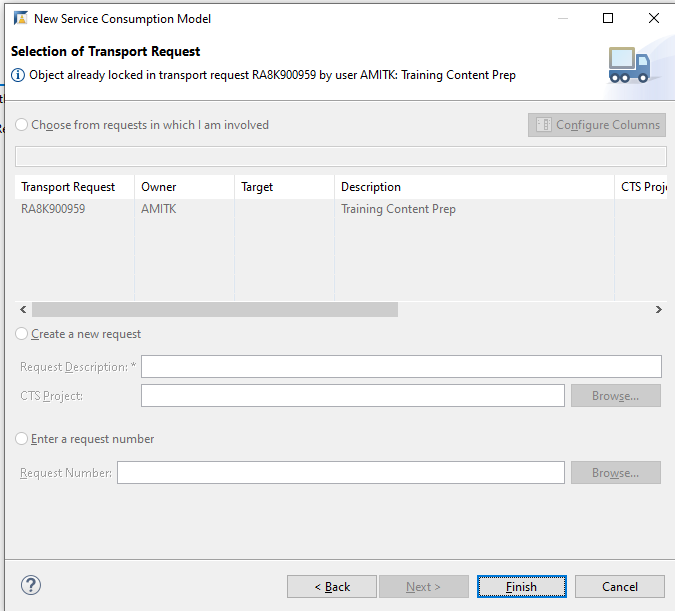 New Service Consumption Model
Selection of Transport Request
Object already locked in transport request RA8K900959 by user AMITK: Training Content Prep
Choose from requests in which I am involved
Configure Columns
Transport Request Owner Target Description CTS Proje
RA8K900959 AMITK Training Content Prep
Create a new request
Request Description: *
CTS Project: Browse...
Enter a request number
Request Number: Browse...
? < Back Next > Finish Cancel